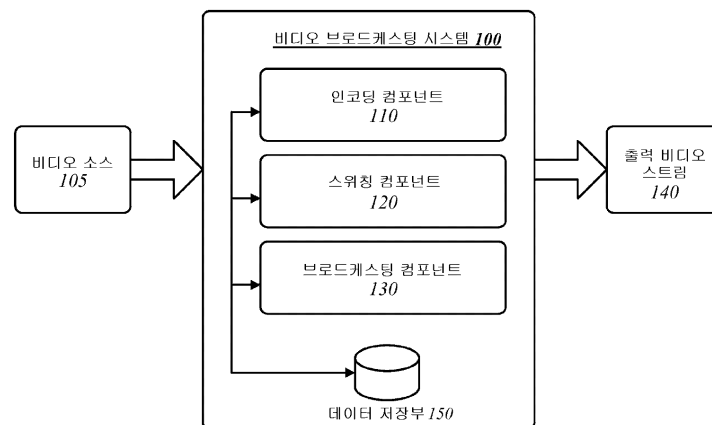 비디오 브로드케스팅 시스템 100
인코딩 컴포넌트
110
비디오 소스
105
스위칭 컴포넌트
120
출력 비디오
스트림
140
브로드케스팅 컴포넌트
130
데이터 저장부 150